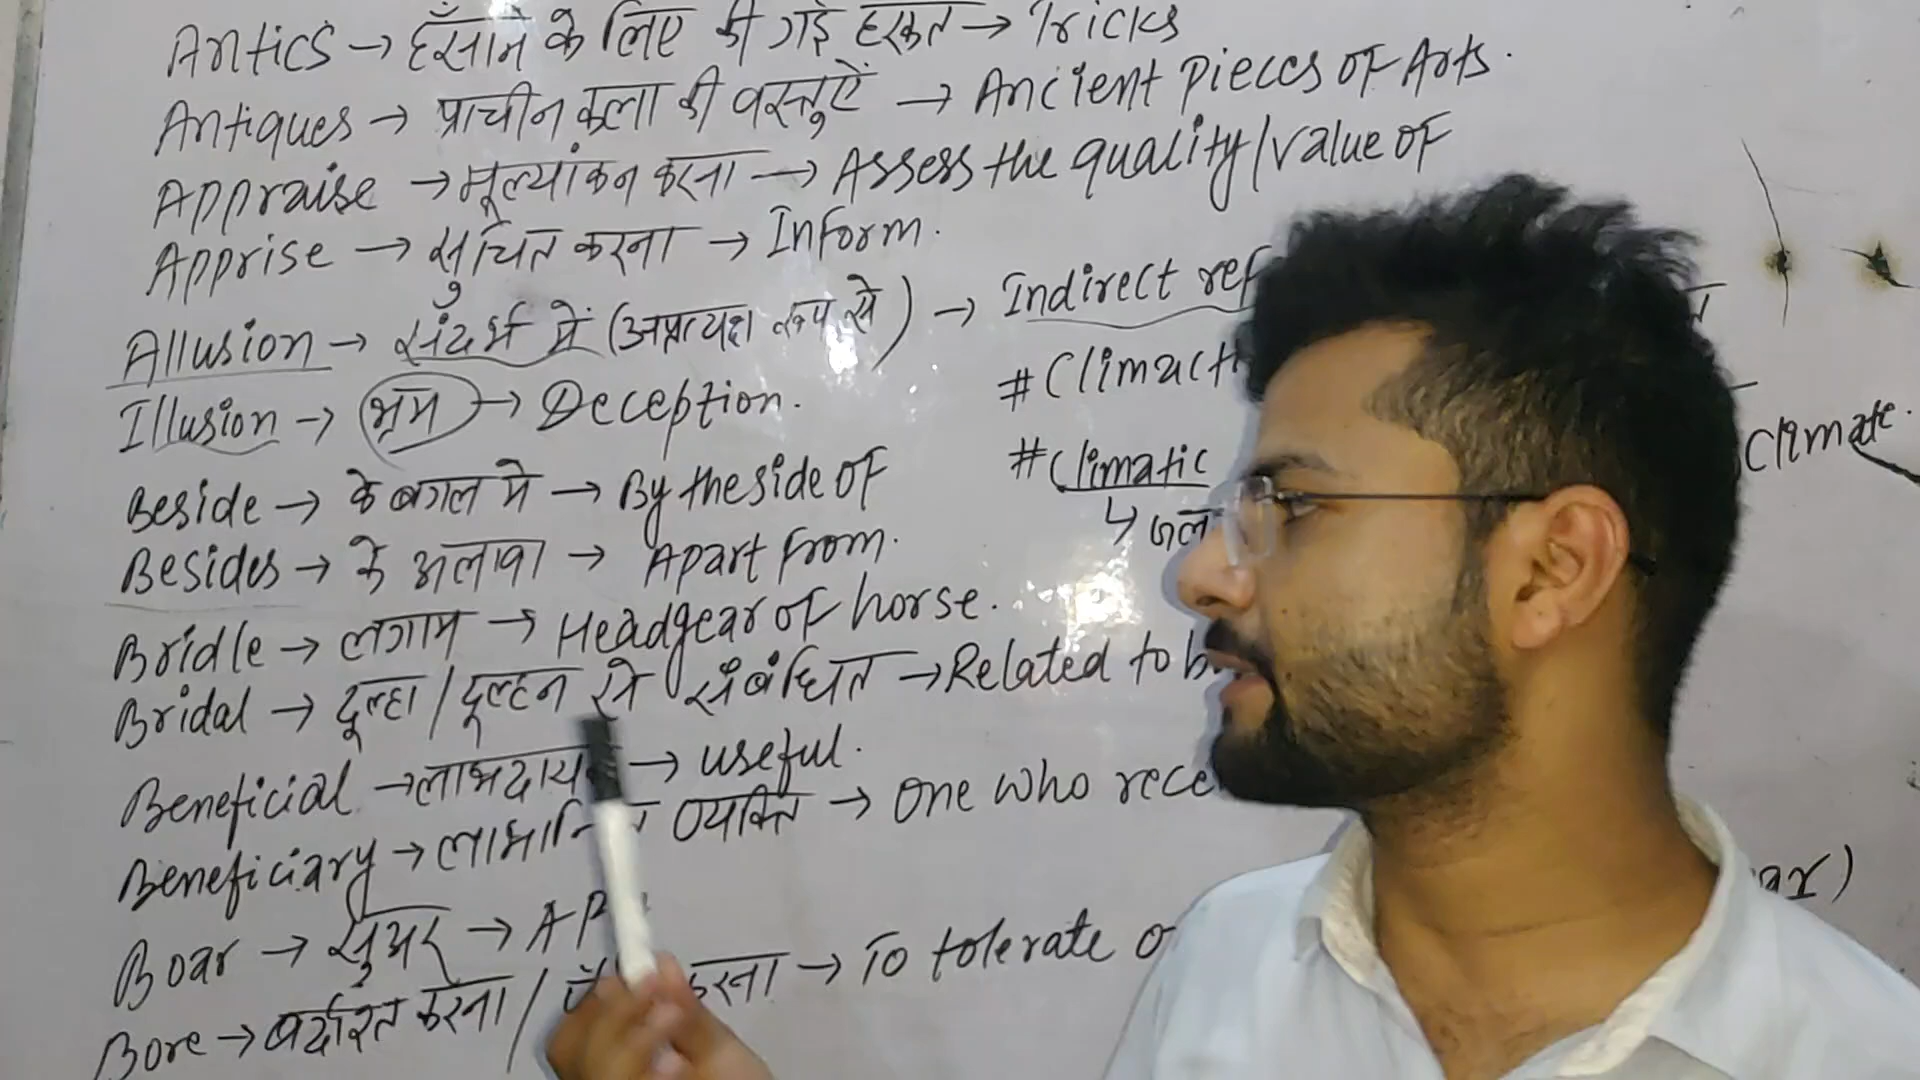 Antics → हँसाने के लिए की गई हरकत → Tricks
Antiques → प्राचीन कला की वस्तुऐं → Ancient pieces of Arts.
Appraise → मूल्यांकन करना → Assess the quality/value of
Apprise → सुचित करना → Inform.
Allusion → संदर्भ में (अप्रत्यक्ष रूप से) → Indirect ref
Illusion → भ्रम → Deception.
# Climact
# Climatic
Climate.
↳ जल
Beside → के बगल मे → By the side of
Besides → के अलावा → Apart from.
Bridle → लगाम → Headgear of horse.
Bridal → दूल्हा/दूल्हन से संबंधित → Related to b
Beneficial → लाभदाय → useful.
Beneficiary → व्यक्ति → One who rece
Boar → सुअर → A P
ar)
Bore → बर्दाश्त करना / करना → To tolerate o